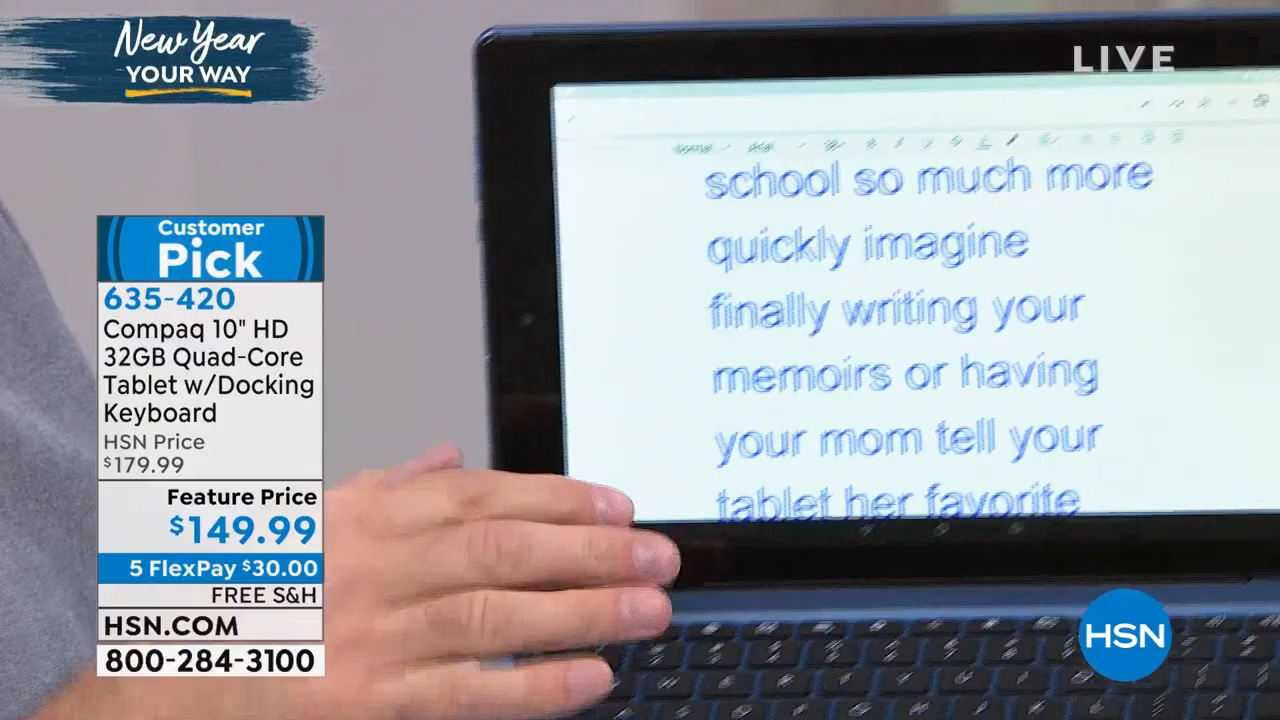 New Year
YOUR WAY
LIVE
Customer
Pick
635-420
Compaq 10" HD
32GB Quad-Core
Tablet w/Docking
Keyboard
HSN Price
$179.99
Feature Price
$149.99
5 FlexPay $30.00
FREE S&H
HSN.COM
800-284-3100
school so much more
quickly imagine
finally writing your
memoirs or having
your mom tell your
tablet her favorite
HSN